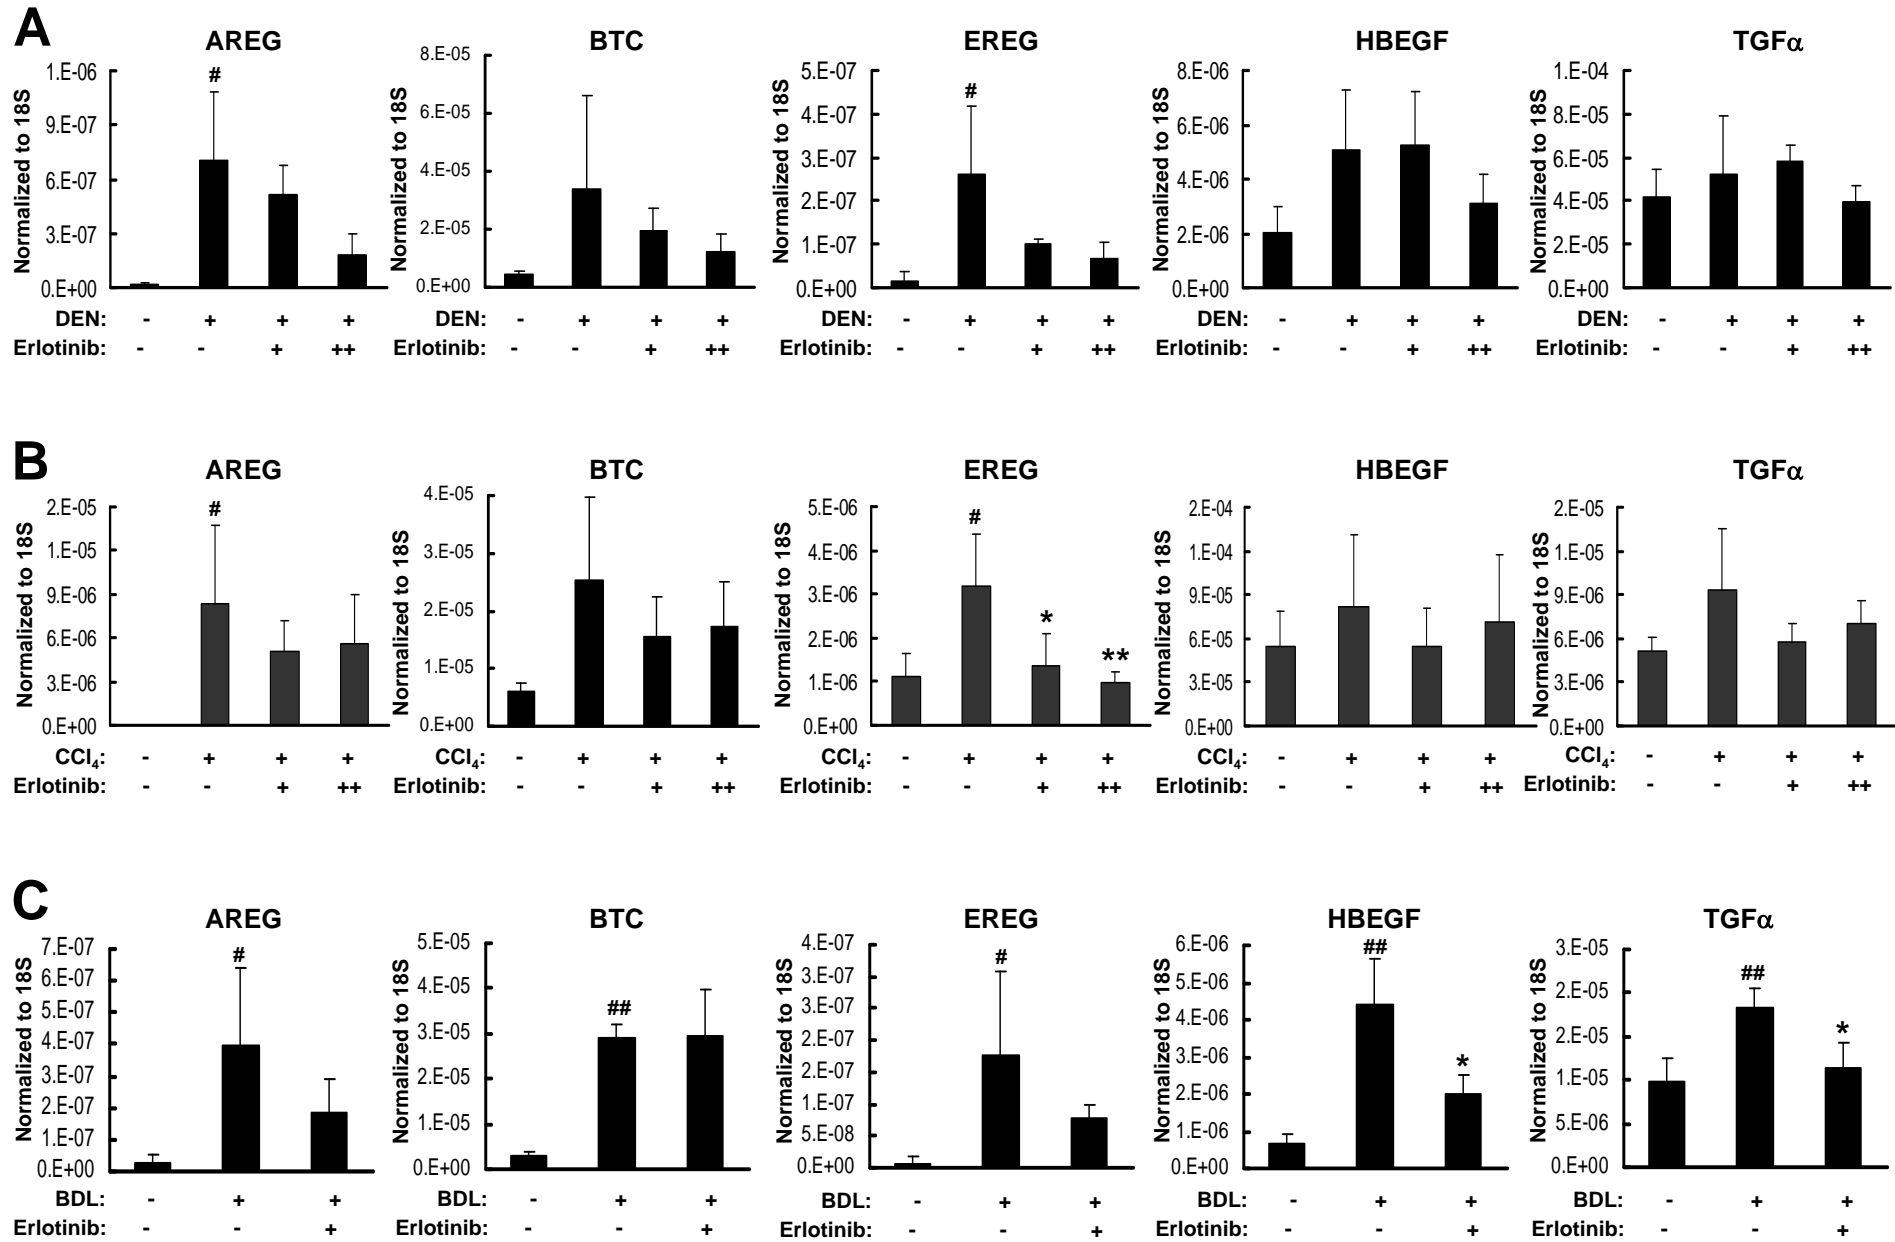 A
AREG
Normalized to 18S
1.E-06
9.E-07
6.E-07
3.E-07
0.E+00
#
DEN: - + + +
Erlotinib: - - + ++
BTC
Normalized to 18S
8.E-05
6.E-05
4.E-05
2.E-05
0.E+00
DEN: - + + +
Erlotinib: - - + ++
EREG
Normalized to 18S
5.E-07
4.E-07
3.E-07
2.E-07
1.E-07
0.E+00
#
DEN: - + + +
Erlotinib: - - + ++
HBEGF
Normalized to 18S
8.E-06
6.E-06
4.E-06
2.E-06
0.E+00
DEN: - + + +
Erlotinib: - - + ++
TGFα
Normalized to 18S
1.E-04
8.E-05
6.E-05
4.E-05
2.E-05
0.E+00
DEN: - + + +
Erlotinib: - - + ++
B
AREG
Normalized to 18S
2.E-05
1.E-05
9.E-06
6.E-06
3.E-06
0.E+00
#
CCl₄: - + + +
Erlotinib: - - + ++
BTC
Normalized to 18S
4.E-05
3.E-05
2.E-05
1.E-05
0.E+00
CCl₄: - + + +
Erlotinib: - - + ++
EREG
Normalized to 18S
5.E-06
4.E-06
3.E-06
2.E-06
1.E-06
0.E+00
#
*
**
CCl₄: - + + +
Erlotinib: - - + ++
HBEGF
Normalized to 18S
2.E-04
1.E-04
9.E-05
6.E-05
3.E-05
0.E+00
CCl₄: - + + +
Erlotinib: - - + ++
TGFα
Normalized to 18S
2.E-05
1.E-05
9.E-06
6.E-06
3.E-06
0.E+00
CCl₄: - + + +
Erlotinib: - - + ++
C
AREG
Normalized to 18S
7.E-07
6.E-07
5.E-07
4.E-07
3.E-07
2.E-07
1.E-07
0.E+00
#
BDL: - + +
Erlotinib: - - +
BTC
Normalized to 18S
5.E-05
4.E-05
3.E-05
2.E-05
1.E-05
0.E+00
##
BDL: - + +
Erlotinib: - - +
EREG
Normalized to 18S
4.E-07
3.E-07
3.E-07
2.E-07
2.E-07
1.E-07
5.E-08
0.E+00
#
BDL: - + +
Erlotinib: - - +
HBEGF
Normalized to 18S
6.E-06
5.E-06
4.E-06
3.E-06
2.E-06
1.E-06
0.E+00
##
*
BDL: - + +
Erlotinib: - - +
TGFα
Normalized to 18S
3.E-05
2.E-05
2.E-05
1.E-05
5.E-06
0.E+00
##
*
BDL: - + +
Erlotinib: - - +